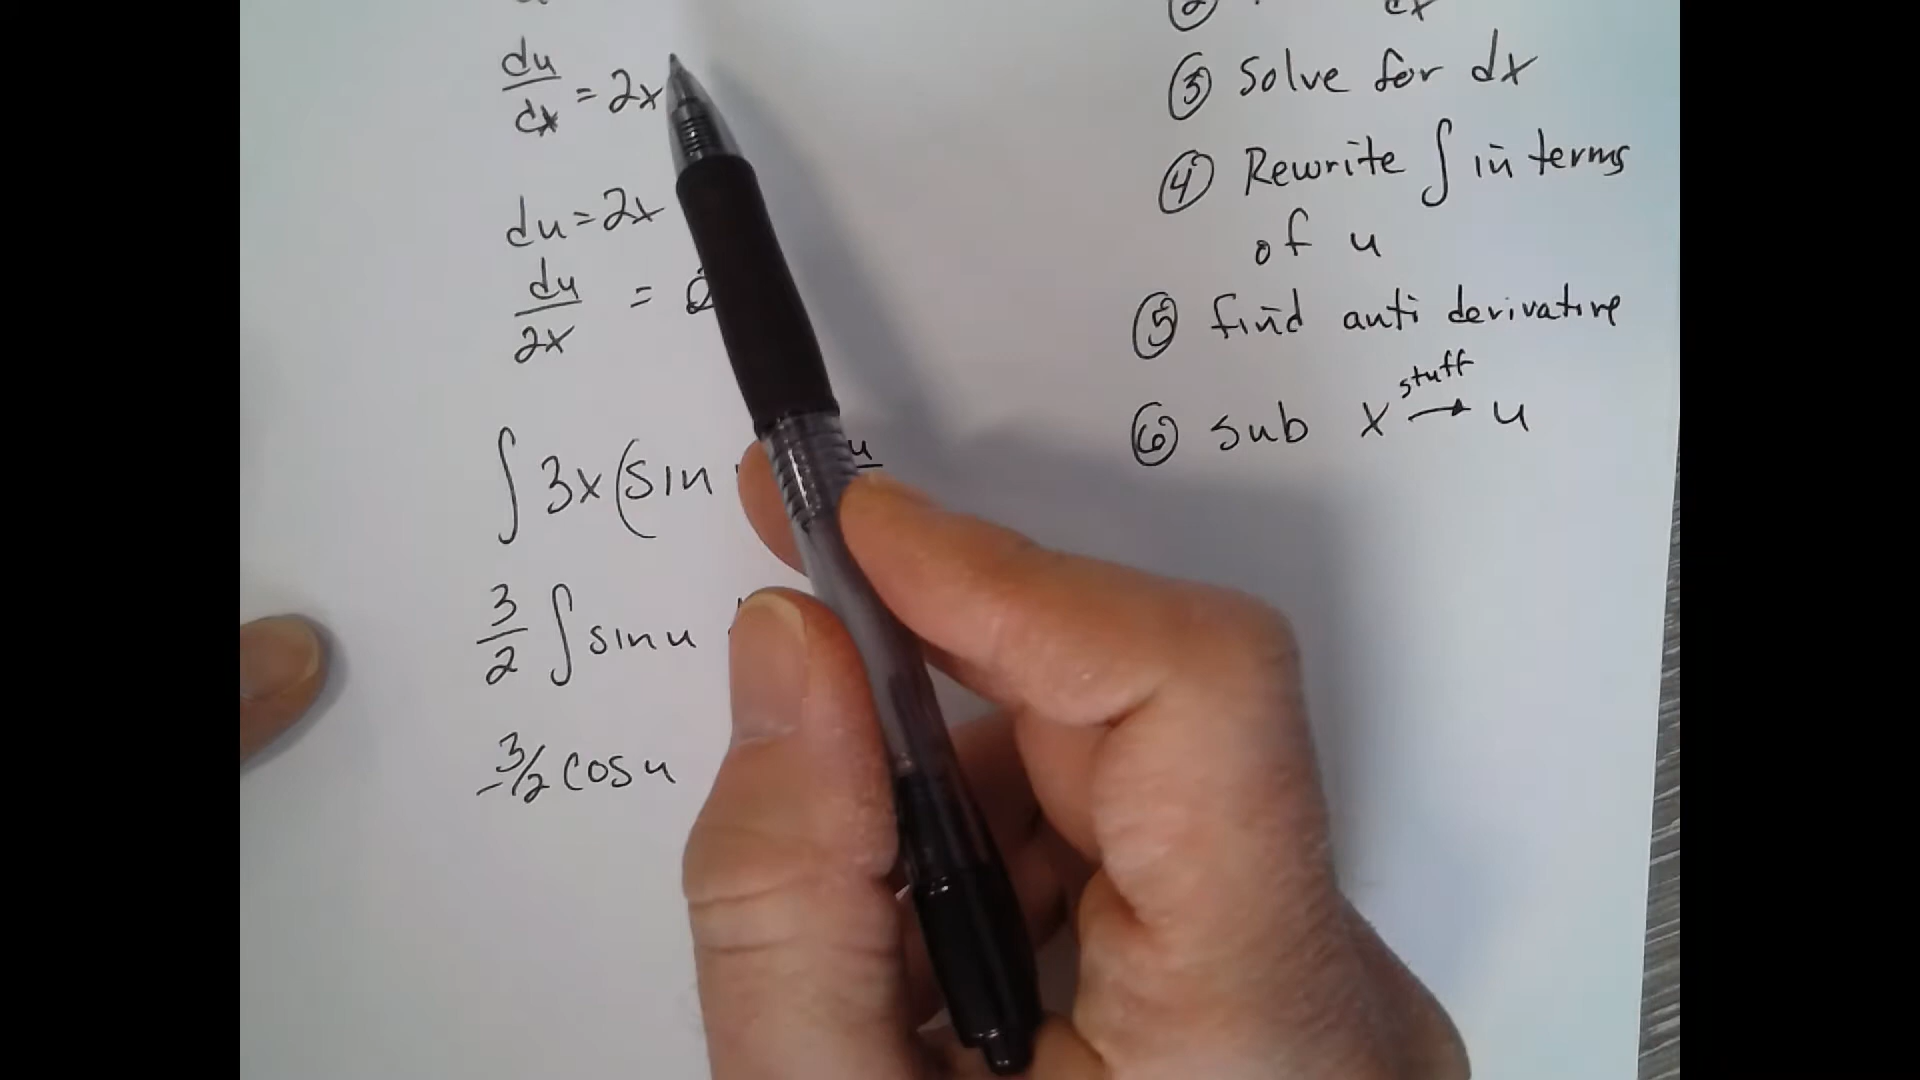 du/dx = 2x
du = 2x
du/2x =
∫ 3x (sin
3/2 ∫ sin u
-3/2 cos u
②
③ Solve for dx
④ Rewrite ∫ in terms
of u
⑤ find anti derivative
stuff
⑥ sub x → u